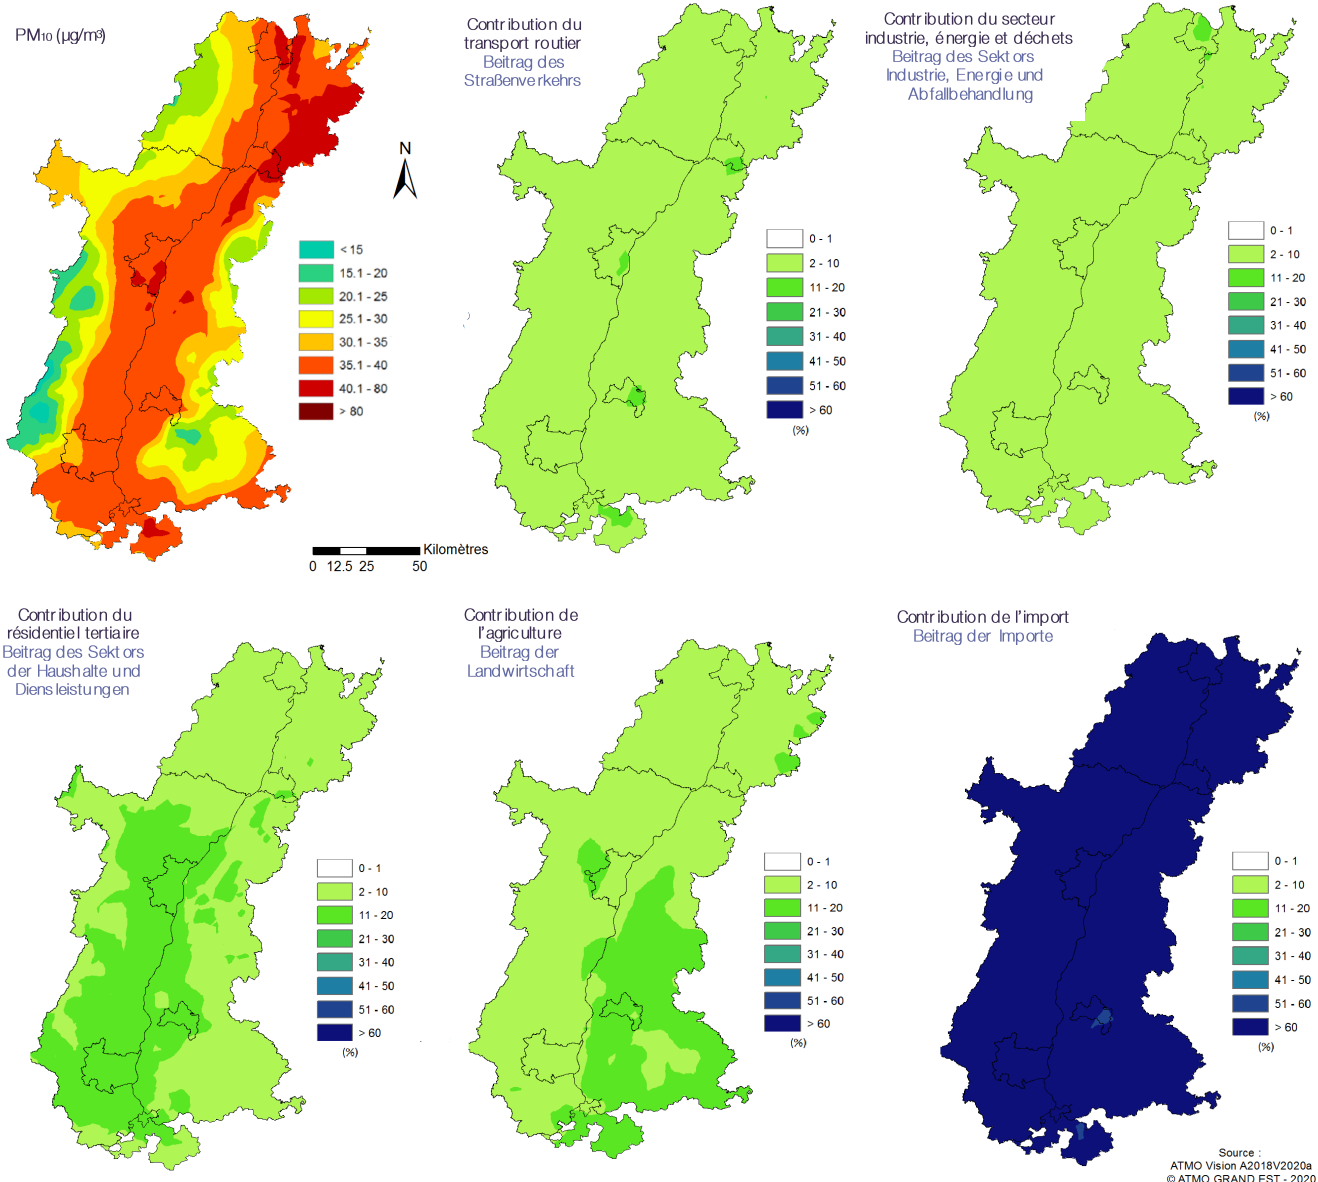 PM₁₀ (µg/m³)
N
< 15
15.1 - 20
20.1 - 25
25.1 - 30
30.1 - 35
35.1 - 40
40.1 - 80
> 80
Kilomètres
0 12.5 25 50
Contribution du
transport routier
Beitrag des
Straßenverkehrs
0 - 1
2 - 10
11 - 20
21 - 30
31 - 40
41 - 50
51 - 60
> 60
(%)
Contribution du secteur
industrie, énergie et déchets
Beitrag des Sektors
Industrie, Energie und
Abfallbehandlung
0 - 1
2 - 10
11 - 20
21 - 30
31 - 40
41 - 50
51 - 60
> 60
(%)
Contribution du
résidentiel tertiaire
Beitrag des Sektors
der Haushalte und
Diensleistungen
0 - 1
2 - 10
11 - 20
21 - 30
31 - 40
41 - 50
51 - 60
> 60
(%)
Contribution de
l'agriculture
Beitrag der
Landwirtschaft
0 - 1
2 - 10
11 - 20
21 - 30
31 - 40
41 - 50
51 - 60
> 60
(%)
Contribution de l'import
Beitrag der Importe
0 - 1
2 - 10
11 - 20
21 - 30
31 - 40
41 - 50
51 - 60
> 60
(%)
Source :
ATMO Vision A2018V2020a
© ATMO GRAND EST - 2020